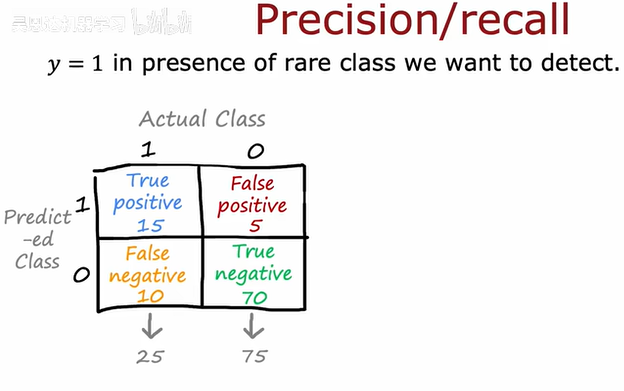 Precision/recall
y = 1 in presence of rare class we want to detect.
Actual Class
1 0
Predict
-ed
Class
1
True
positive
15
False
positive
5
0
False
negative
10
True
negative
70
25 75